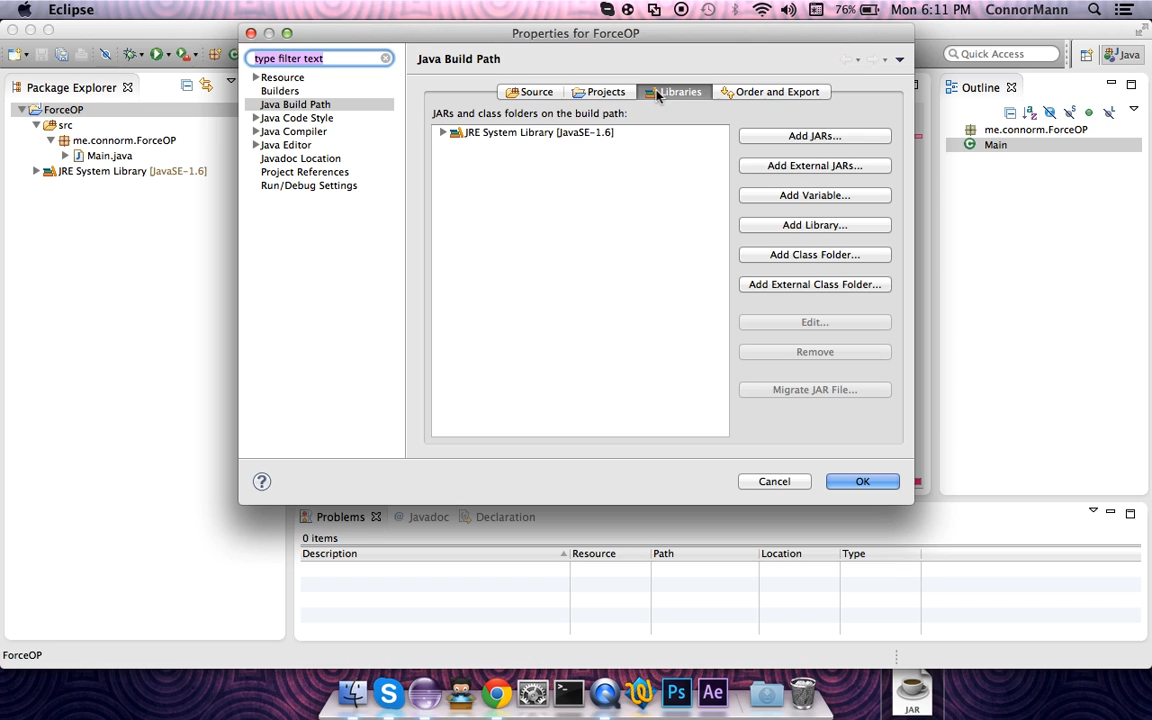 Eclipse 76% Mon 6:11 PM ConnorMann
Properties for ForceOP
Quick Access
Java
type filter text
Resource
Builders
Java Build Path
Java Code Style
Java Compiler
Java Editor
Javadoc Location
Project References
Run/Debug Settings
Java Build Path
Source Projects Libraries Order and Export
JARs and class folders on the build path:
JRE System Library [JavaSE-1.6]
Add JARs...
Add External JARs...
Add Variable...
Add Library...
Add Class Folder...
Add External Class Folder...
Edit...
Remove
Migrate JAR File...
Cancel OK
Package Explorer
ForceOP
src
me.connorm.ForceOP
Main.java
JRE System Library [JavaSE-1.6]
Outline
me.connorm.ForceOP
Main
Problems Javadoc Declaration
0 items
Description Resource Path Location Type
ForceOP
Ps Ae
JAR